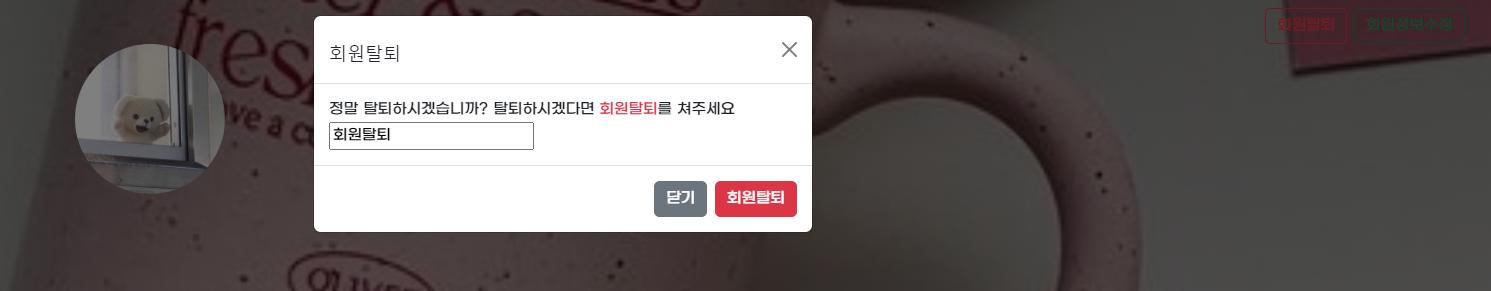 회원탈퇴 회원정보수정
회원탈퇴
정말 탈퇴하시겠습니까? 탈퇴하시겠다면 회원탈퇴를 쳐주세요
회원탈퇴
닫기 회원탈퇴
fres
ve a c
OLIVE